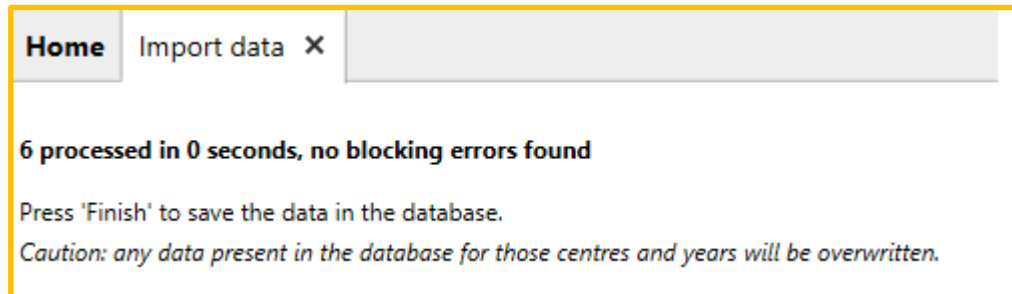 Home Import data ×
6 processed in 0 seconds, no blocking errors found
Press 'Finish' to save the data in the database.
Caution: any data present in the database for those centres and years will be overwritten.